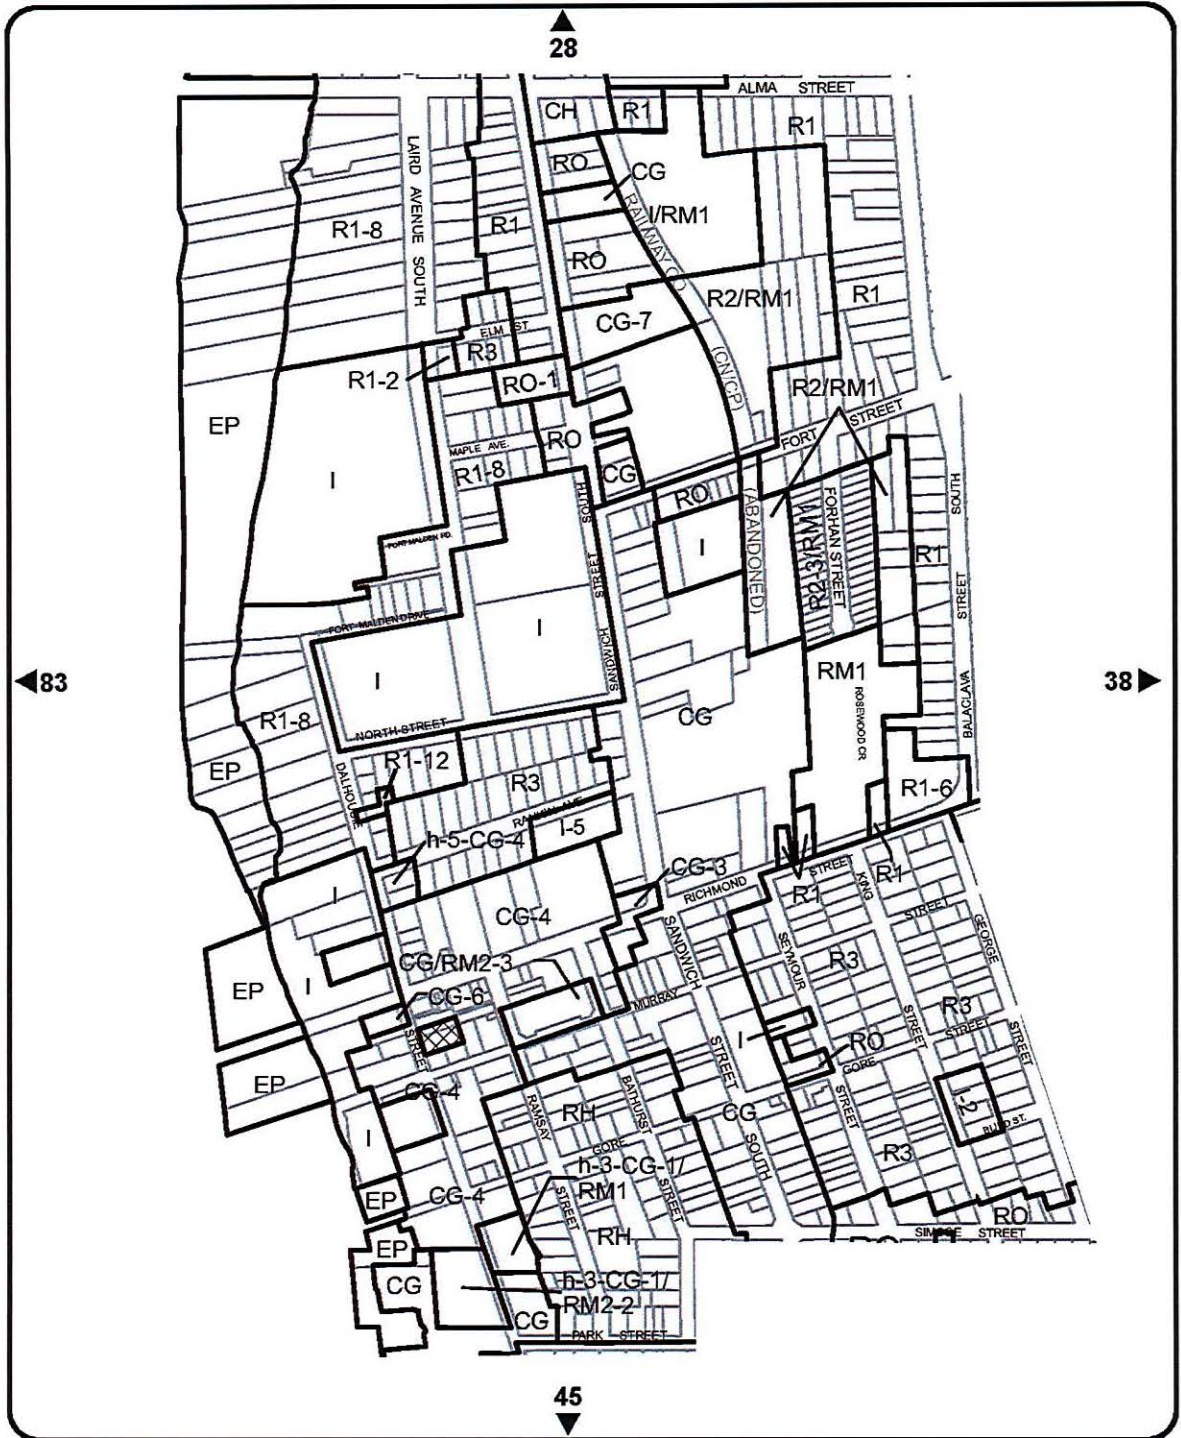 28
ALMA STREET
CH
R1
R1
RO
CG
LAIRD AVENUE SOUTH
R1-8
R1
RAILWAY
I/RM1
RO
R2/RM1
R1
CG-7
ELM ST
R3
(CN/CP)
R1-2
RO-1
R2/RM1
EP
FORT STREET
MAPLE AVE.
RO
R1-8
I
CG
SOUTH
RO
(ABANDONED)
R2-3/RM1
FORHAN STREET
SOUTH
FORT MALDEN RD.
I
STREET
R1
STREET
FORT MALDEN DRIVE
I
SANDWICH
83
I
RM1
38
R1-8
CG
ROSEWOOD CR
BALACLAVA
NORTH STREET
EP
R1-12
DALHOUSIE
R3
R1-6
RANKIN AVE
I-5
h-5-CG-4
CG-3
STREET
R1
RICHMOND
R1
KING
I
CG-4
STREET
SANDWICH
SEYMOUR
GEORGE
CG/RM2-3
R3
EP
I
CG-6
MURRAY
R3
STREET
STREET
STREET
STREET
I
RO
STREET
GORE
EP
CG-4
RAMSAY
BATHURST
STREET
I-2
RH
CG
I
BLIND ST.
GORE
SOUTH
R3
h-3-CG-1/
RM1
EP
CG-4
STREET
STREET
RO
RH
SIMCOE STREET
EP
CG
h-3-CG-1/
RM2-2
CG
PARK STREET
45